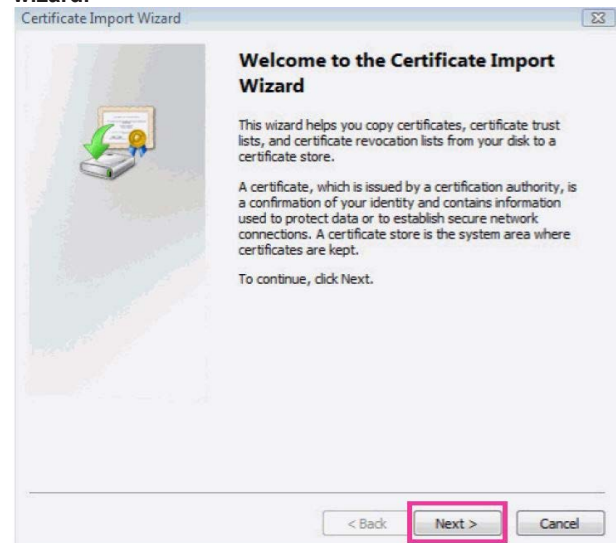 wizard.
Certificate Import Wizard
Welcome to the Certificate Import
Wizard
This wizard helps you copy certificates, certificate trust
lists, and certificate revocation lists from your disk to a
certificate store.
A certificate, which is issued by a certification authority, is
a confirmation of your identity and contains information
used to protect data or to establish secure network
connections. A certificate store is the system area where
certificates are kept.
To continue, click Next.
< Back Next > Cancel